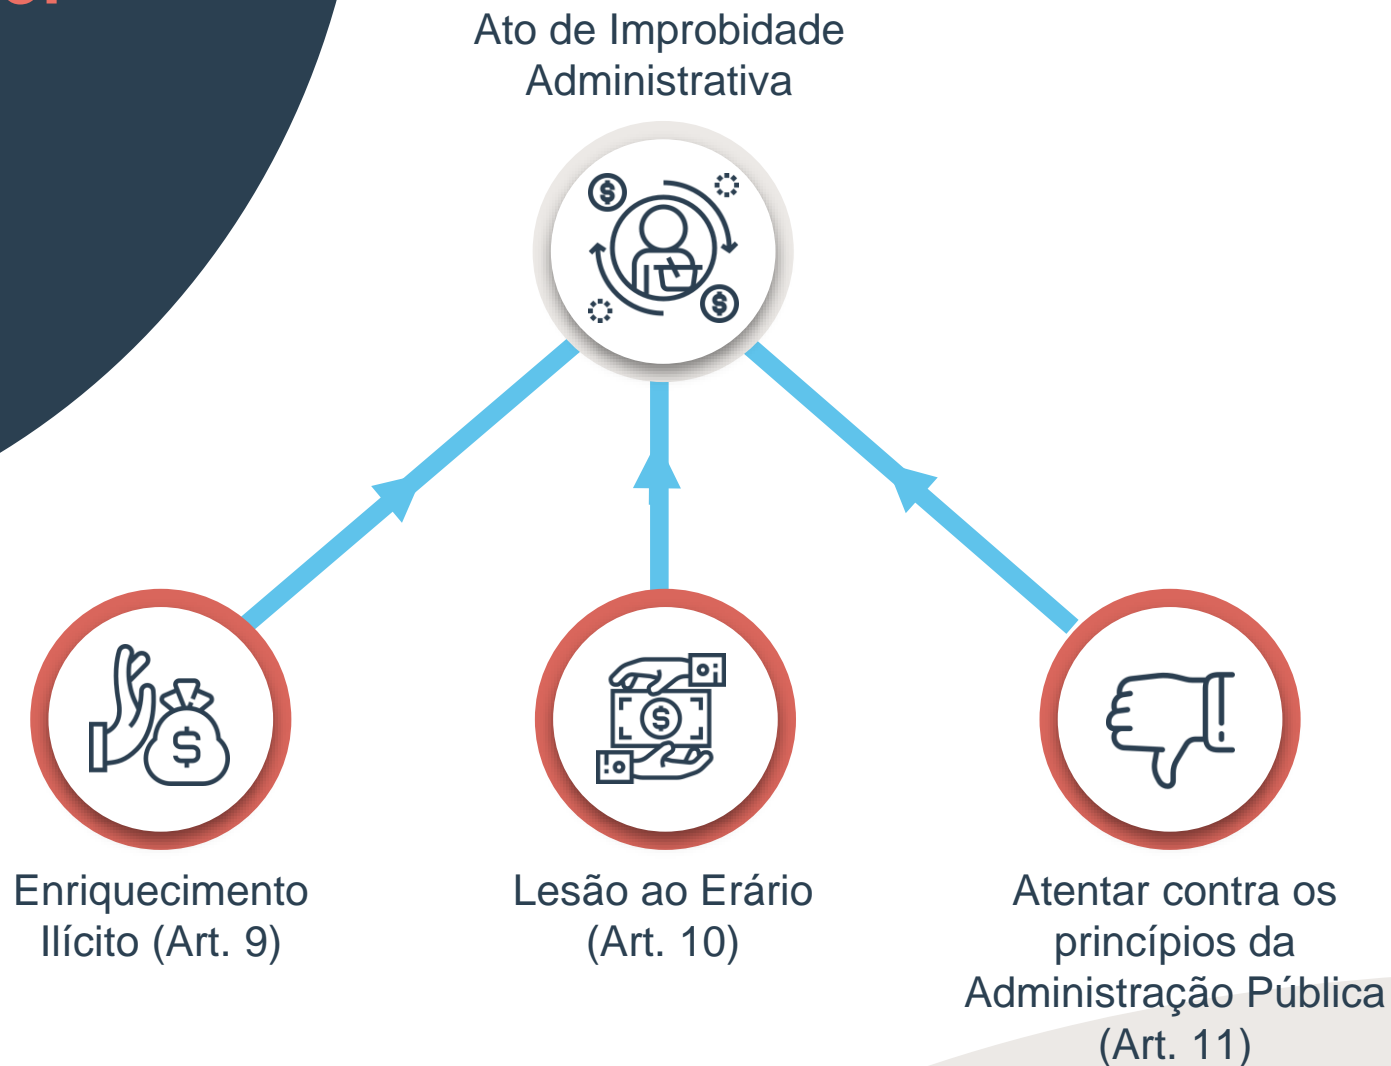 Ato de Improbidade
Administrativa
Enriquecimento
Ilícito (Art. 9)
Lesão ao Erário
(Art. 10)
Atentar contra os
princípios da
Administração Pública
(Art. 11)